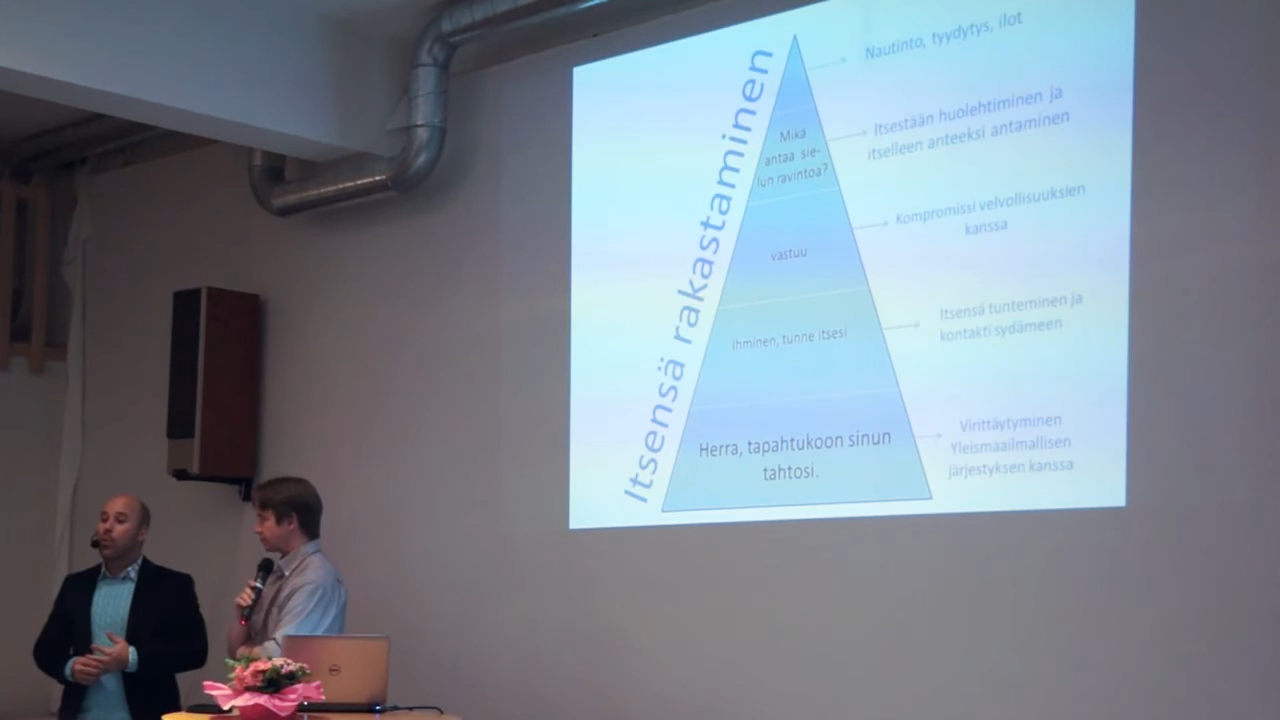 Itsensä rakastaminen
Nautinto, tyydytys, ilot
Mikä
antaa sie-
lun ravintoa?
Itsestään huolehtiminen ja
itselleen anteeksi antaminen
vastuu
Kompromissi velvollisuuksien
kanssa
Ihminen, tunne itsesi
Itsensä tunteminen ja
kontakti sydämeen
Herra, tapahtukoon sinun
tahtosi.
Virittäytyminen
Yleismaailmallisen
järjestyksen kanssa
DELL